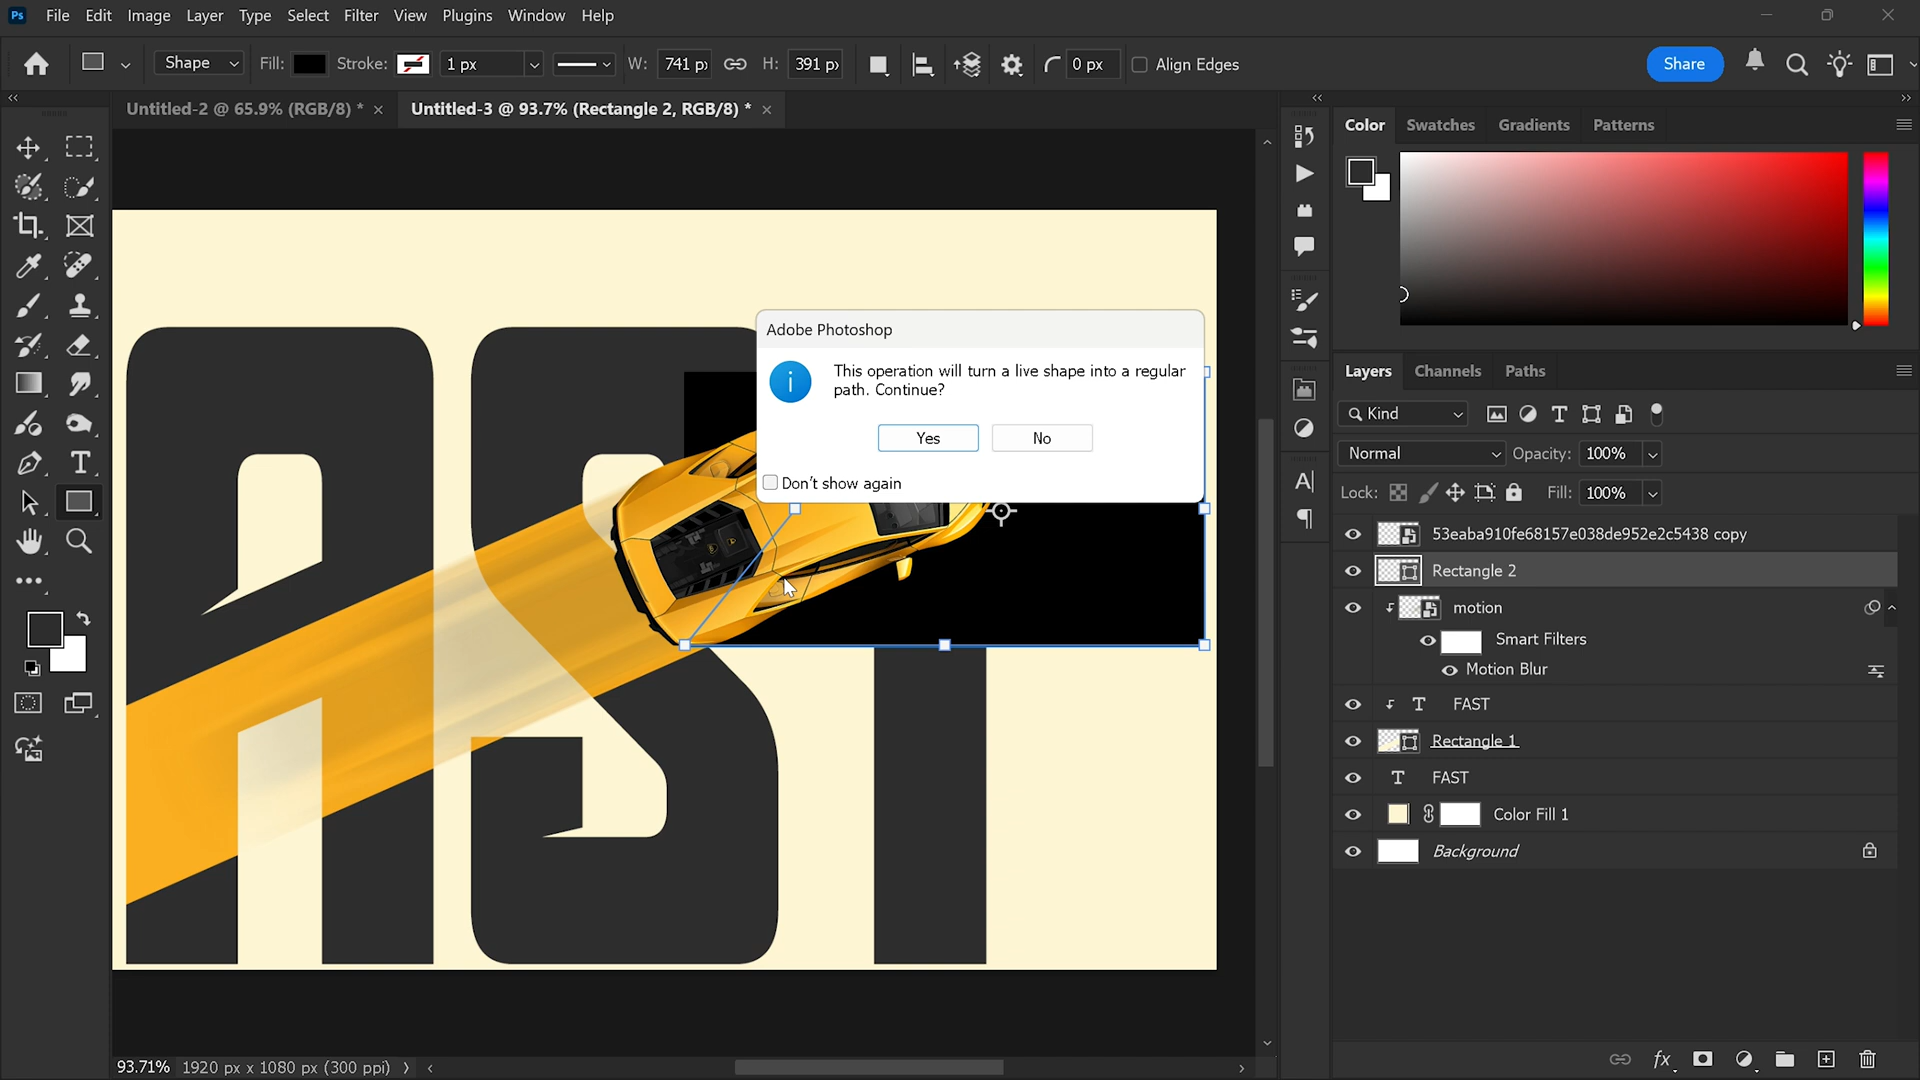 Ps File Edit Image Layer Type Select Filter View Plugins Window Help
Shape Fill: Stroke: 1 px W: 741 p H: 391 p 0 px Align Edges Share
Untitled-2 @ 65.9% (RGB/8) * × Untitled-3 @ 93.7% (Rectangle 2, RGB/8) * ×
Color Swatches Gradients Patterns
AST
Adobe Photoshop
This operation will turn a live shape into a regular
path. Continue?
Yes No
Don't show again
Layers Channels Paths
Kind
Normal Opacity: 100%
Lock: Fill: 100%
53eaba910fe68157e038de952e2c5438 copy
Rectangle 2
motion
Smart Filters
Motion Blur
T FAST
Rectangle 1
T FAST
Color Fill 1
Background
fx
93.71% 1920 px x 1080 px (300 ppi)